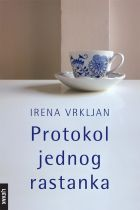 IRENA VRKLJAN
Protokol
jednog
rastanka